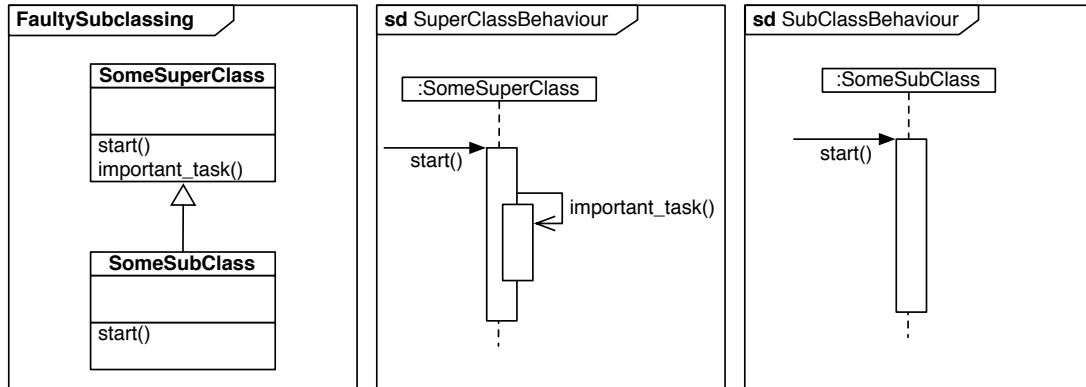 FaultySubclassing
SomeSuperClass
start()
important_task()
SomeSubClass
start()
sd SuperClassBehaviour
:SomeSuperClass
start()
important_task()
sd SubClassBehaviour
:SomeSubClass
start()